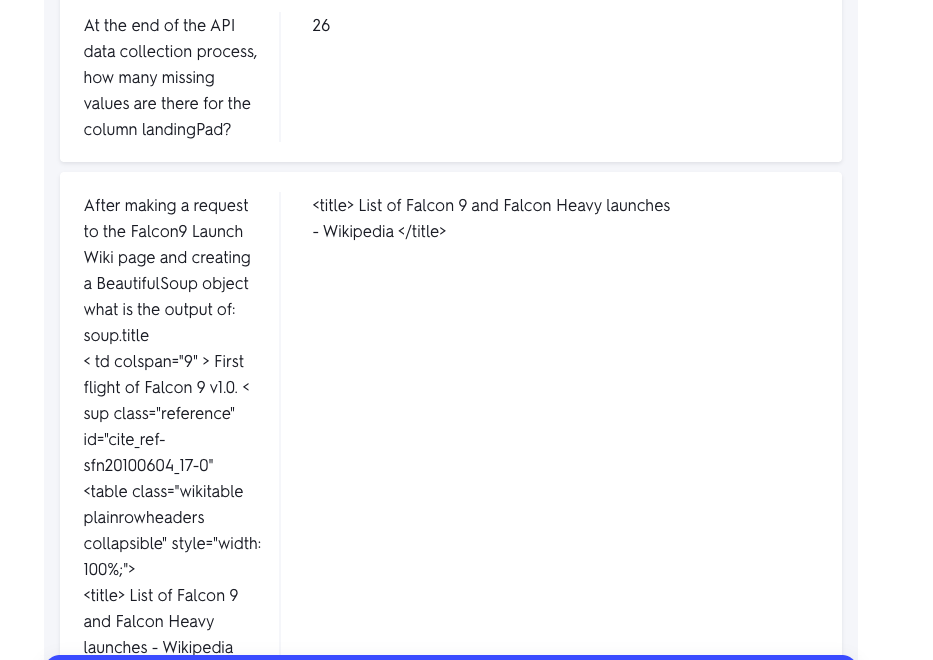 At the end of the API
data collection process,
how many missing
values are there for the
column landingPad?
26
After making a request
to the Falcon9 Launch
Wiki page and creating
a BeautifulSoup object
what is the output of:
soup.title
< td colspan="9" > First
flight of Falcon 9 v1.0. <
sup class="reference"
id="cite_ref-
sfn20100604_17-0"
<table class="wikitable
plainrowheaders
collapsible" style="width:
100%;">
<title> List of Falcon 9
and Falcon Heavy
launches - Wikipedia
<title> List of Falcon 9 and Falcon Heavy launches
- Wikipedia </title>